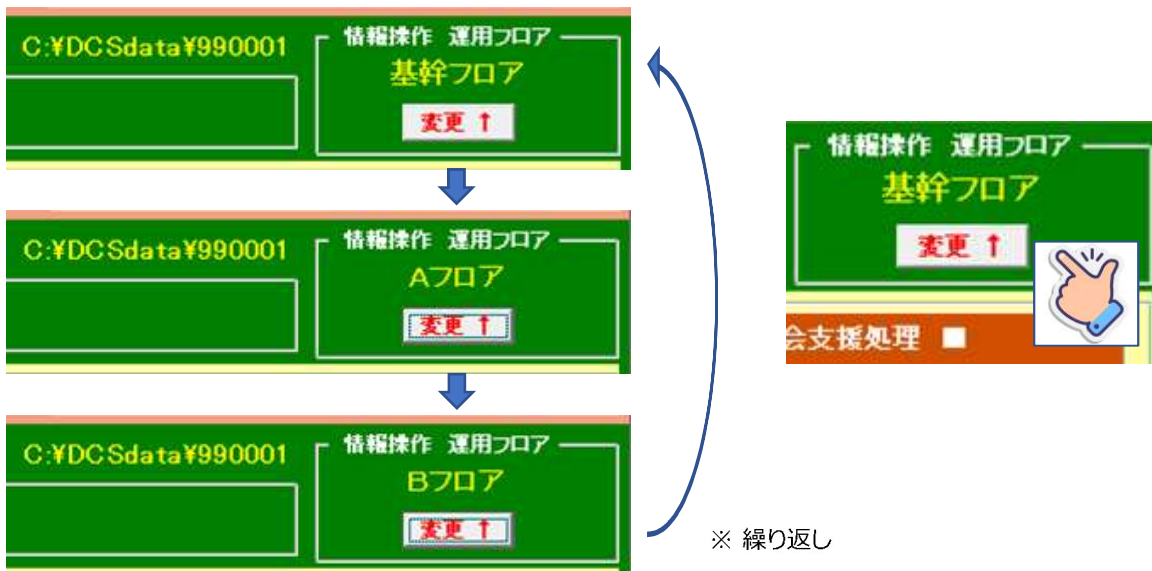 C:¥DCSdata¥990001
情報操作 運用フロア
基幹フロア
変更 ↑
C:¥DCSdata¥990001
情報操作 運用フロア
Aフロア
変更 ↑
C:¥DCSdata¥990001
情報操作 運用フロア
Bフロア
変更 ↑
情報操作 運用フロア
基幹フロア
変更 ↑
会支援処理 ■
※ 繰り返し